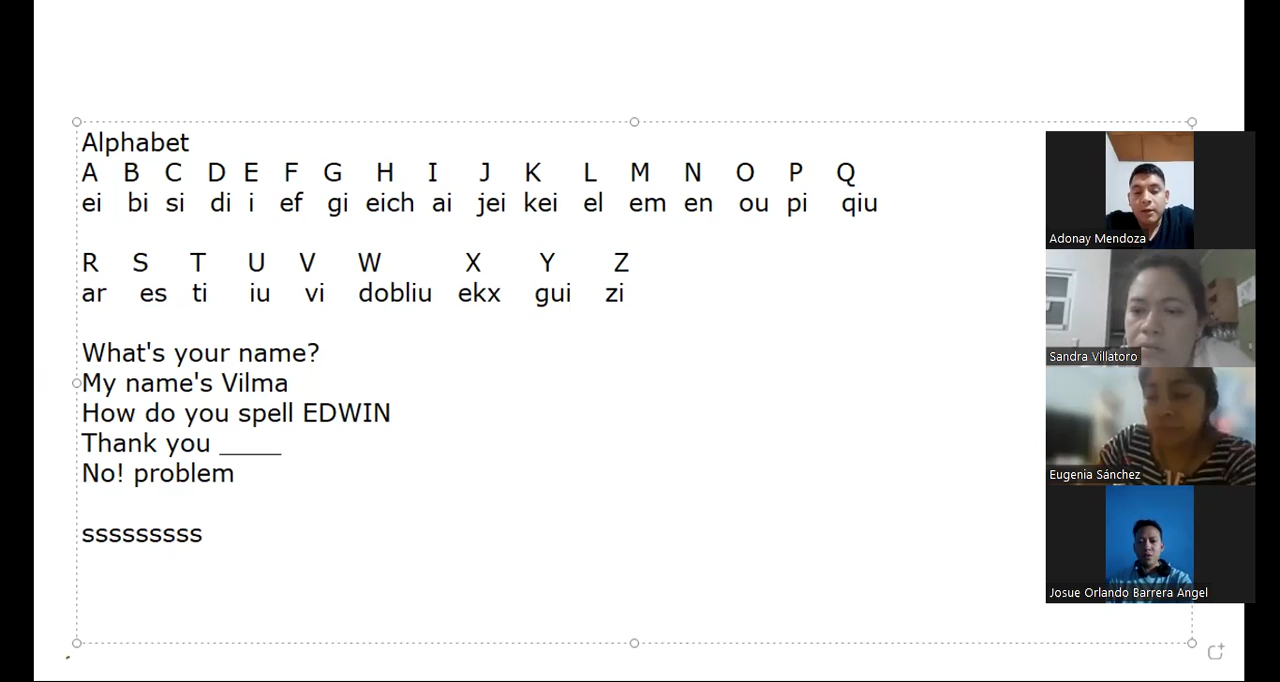 Alphabet
A B C D E F G H I J K L M N O P Q
ei bi si di i ef gi eich ai jei kei el em en ou pi qiu
R S T U V W X Y Z
ar es ti iu vi dobliu ekx gui zi
What's your name?
My name's Vilma
How do you spell EDWIN
Thank you _____
No! problem
sssssssss
Adonay Mendoza
Sandra Villatoro
Eugenia Sánchez
Josue Orlando Barrera Angel